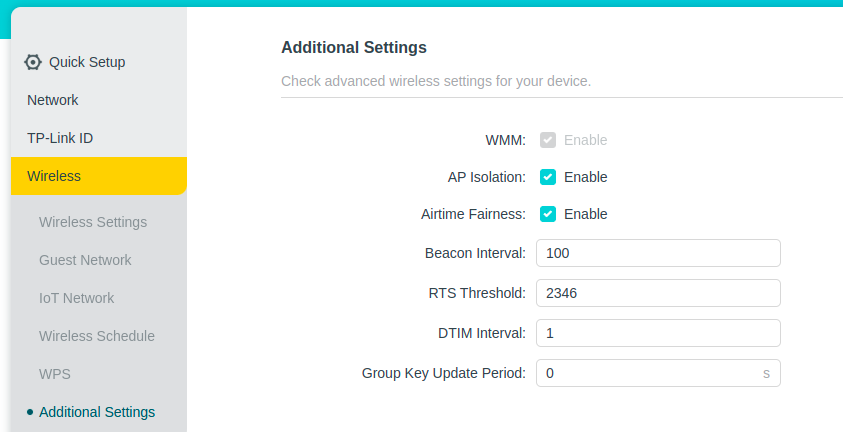 Quick Setup
Network
TP-Link ID
Wireless
Wireless Settings
Guest Network
IoT Network
Wireless Schedule
WPS
Additional Settings
Additional Settings
Check advanced wireless settings for your device.
WMM: Enable
AP Isolation: Enable
Airtime Fairness: Enable
Beacon Interval: 100
RTS Threshold: 2346
DTIM Interval: 1
Group Key Update Period: 0 s